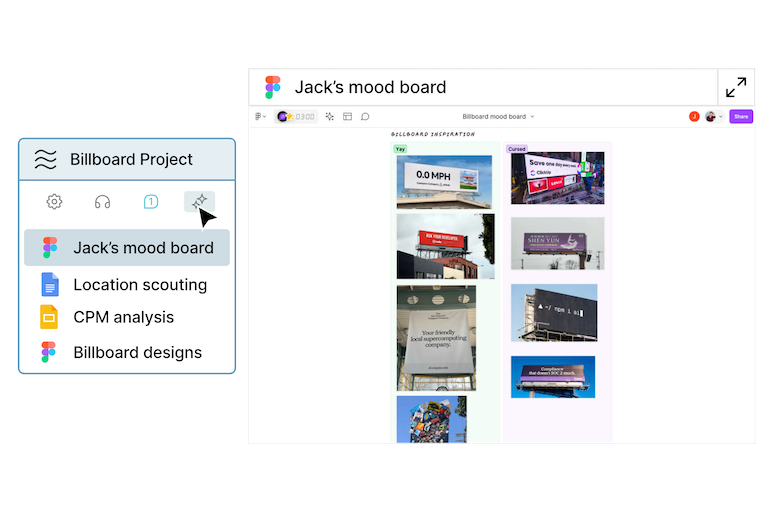 Billboard Project
1
Jack's mood board
Location scouting
CPM analysis
Billboard designs
Jack's mood board
03:00
Billboard mood board
J
Share
BILLBOARD INSPIRATION
Yay
0.0 MPH
ASK YOUR DEVELOPER
Your friendly
local supercomputing
company.
Cursed
Save one day every
ClickUp
SHEN YUN
▲ ~/ npm i ai
Compliance
that doesn't SOC 2 much.